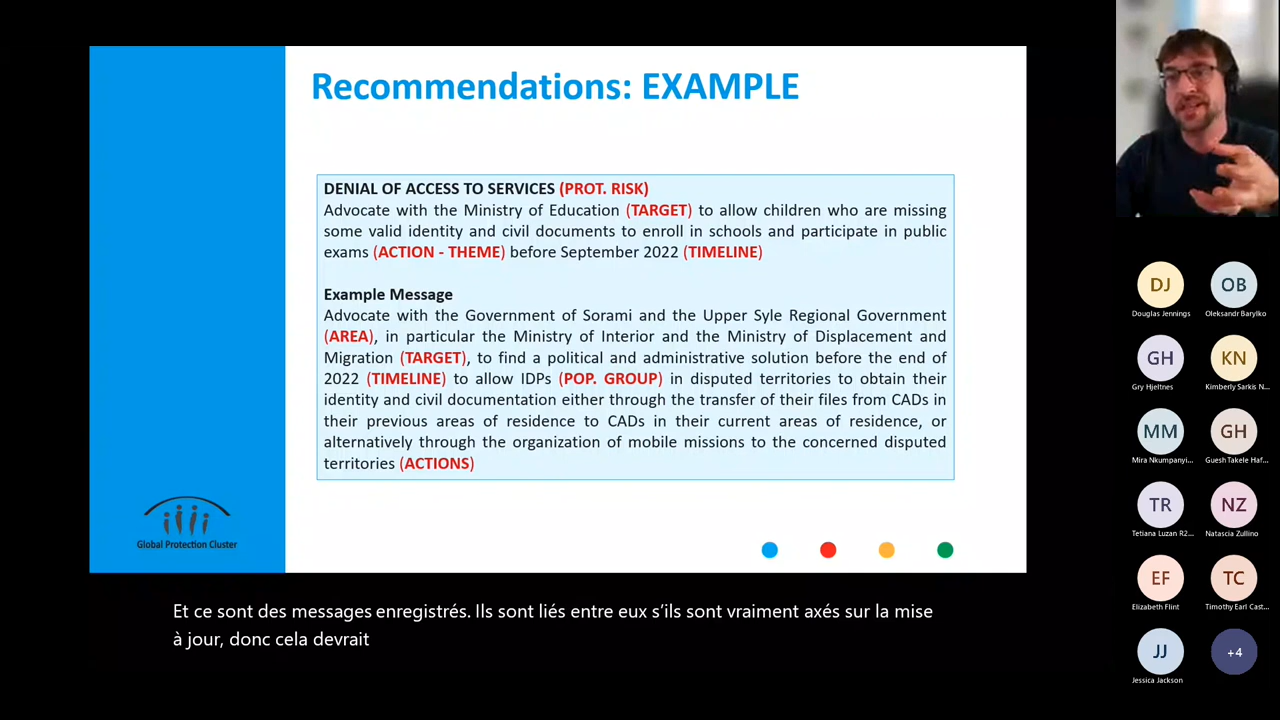 Recommendations: EXAMPLE
DENIAL OF ACCESS TO SERVICES (PROT. RISK)
Advocate with the Ministry of Education (TARGET) to allow children who are missing
some valid identity and civil documents to enroll in schools and participate in public
exams (ACTION - THEME) before September 2022 (TIMELINE)
Example Message
Advocate with the Government of Sorami and the Upper Syle Regional Government
(AREA), in particular the Ministry of Interior and the Ministry of Displacement and
Migration (TARGET), to find a political and administrative solution before the end of
2022 (TIMELINE) to allow IDPs (POP. GROUP) in disputed territories to obtain their
identity and civil documentation either through the transfer of their files from CADs in
their previous areas of residence to CADs in their current areas of residence, or
alternatively through the organization of mobile missions to the concerned disputed
territories (ACTIONS)
Global Protection Cluster
Et ce sont des messages enregistrés. Ils sont liés entre eux s’ils sont vraiment axés sur la mise
à jour, donc cela devrait
DJ
Douglas Jennings
OB
Oleksandr Barylko
GH
Gry Hjeltnes
KN
Kimberly Sarkis N...
MM
Mira Nkumpanyi...
GH
Guesh Takele Haf...
TR
Tetiana Luzan R2...
NZ
Natascia Zullino
EF
Elizabeth Flint
TC
Timothy Earl Cast...
JJ
Jessica Jackson
+4